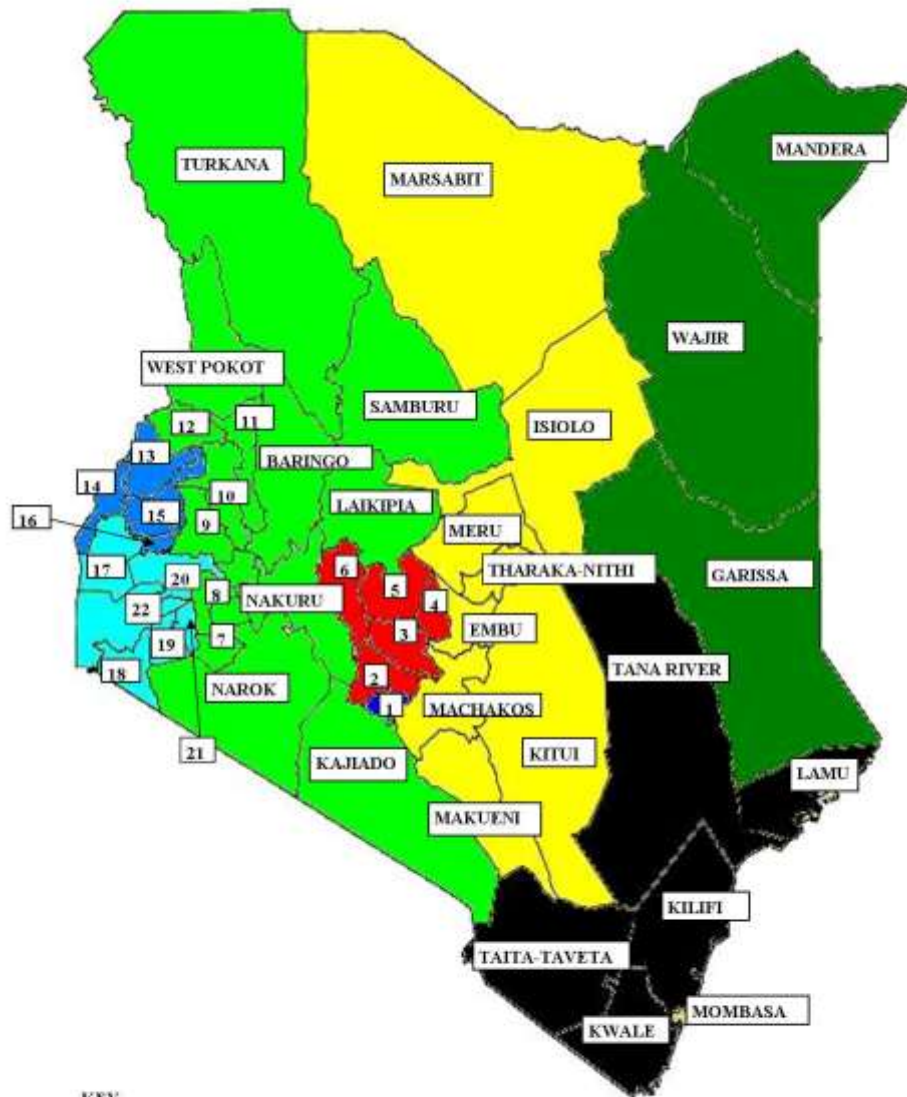 MANDERA
TURKANA
MARSABIT
WAJIR
WEST POKOT
SAMBURU
11
12
ISIOLO
13
BARINGO
14
10
LAIKIPIA
15
16
9
MERU
17
6
THARAKA-NITHI
GARISSA
20
5
8
NAKURU
4
22
EMBU
3
7
19
TANA RIVER
18
2
NAROK
1
MACHAKOS
21
KITUI
KAJIADO
LAMU
MAKUENI
KILIFI
TAITA-TAVETA
MOMBASA
KWALE